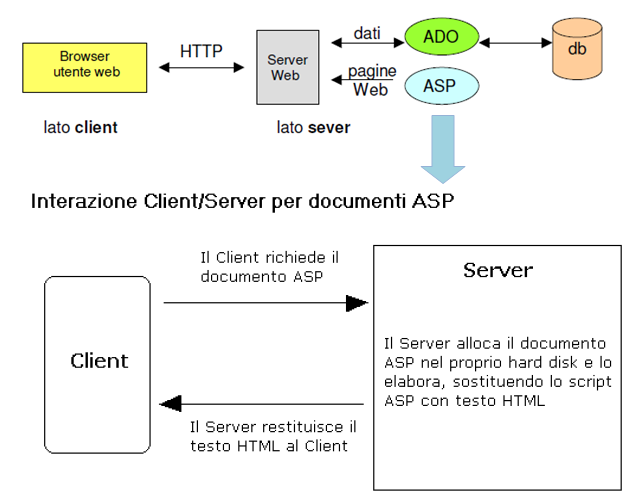 Browser
utente web
HTTP
Server
Web
dati
ADO
db
pagine
Web
ASP
lato client
lato sever
Interazione Client/Server per documenti ASP
Il Client richiede il
documento ASP
Server
Client
Il Server alloca il documento
ASP nel proprio hard disk e lo
elabora, sostituendo lo script
ASP con testo HTML
Il Server restituisce il
testo HTML al Client